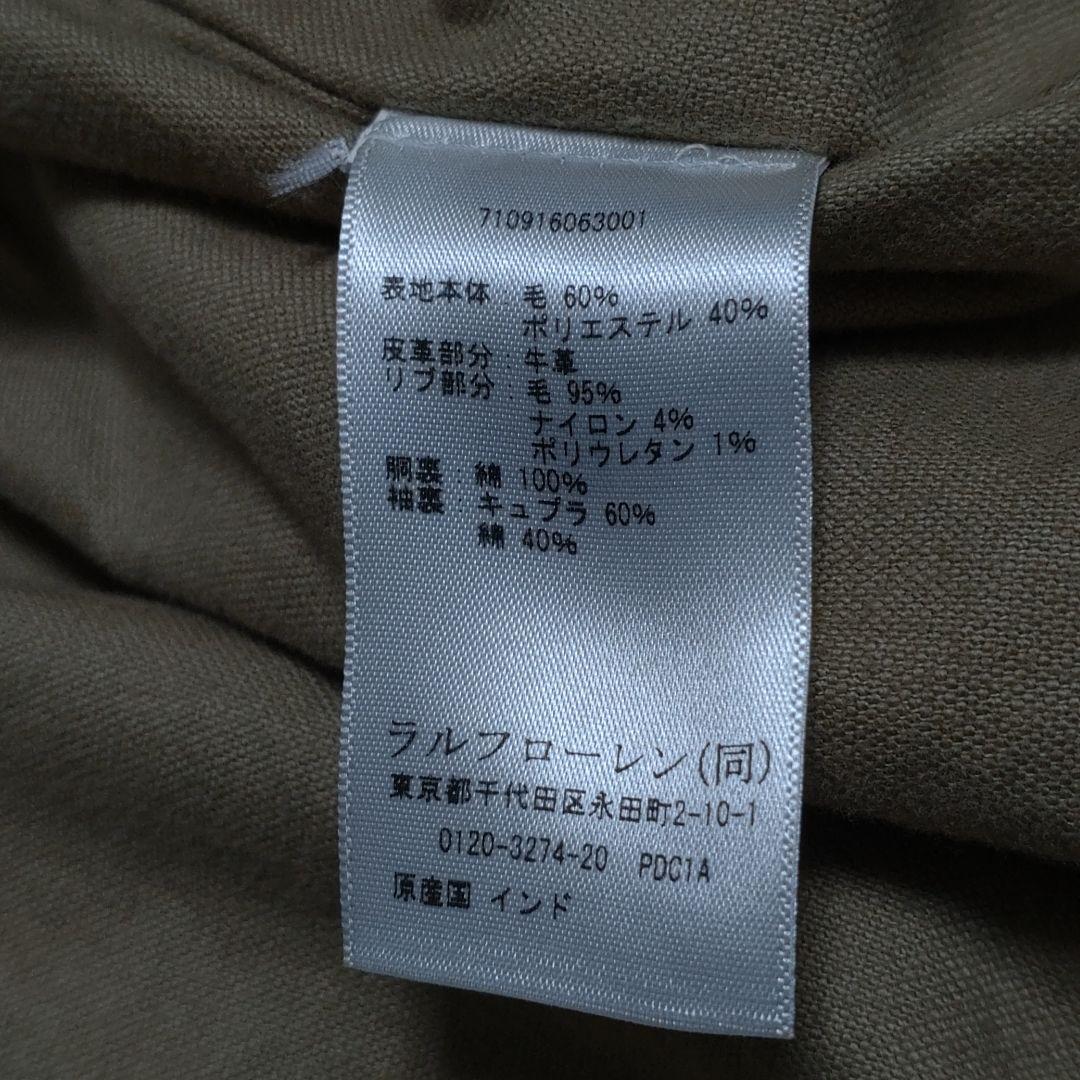 710916063001
表地本体 : 毛 60%
ポリエステル 40%
皮革部分 : 牛革
リブ部分 : 毛 95%
ナイロン 4%
ポリウレタン 1%
胴裏 : 綿 100%
袖裏 : キュプラ 60%
綿 40%
ラルフローレン(同)
東京都千代田区永田町2-10-1
0120-3274-20 PDC1A
原産国 インド